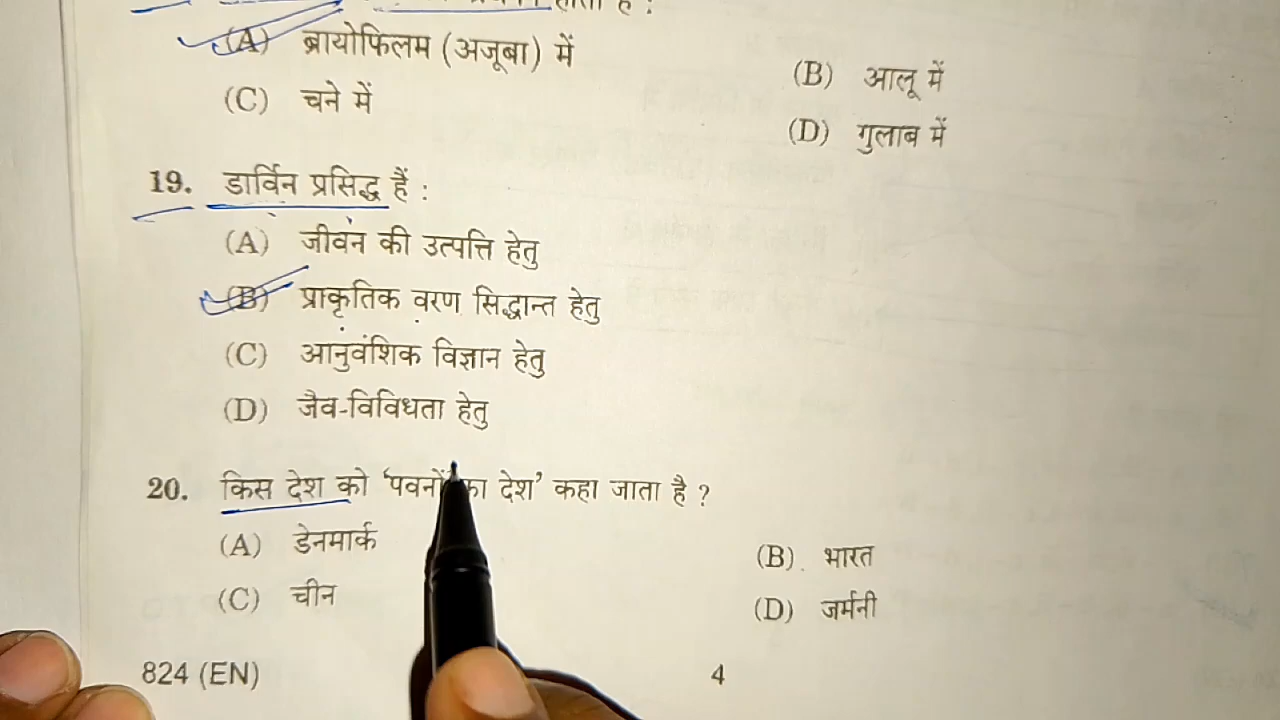 होता है :
(A) ब्रायोफिलम (अजूबा) में
(B) आलू में
(C) चने में
(D) गुलाब में
19. डार्विन प्रसिद्ध हैं :
(A) जीवन की उत्पत्ति हेतु
(B) प्राकृतिक वरण सिद्धान्त हेतु
(C) आनुवंशिक विज्ञान हेतु
(D) जैव-विविधता हेतु
20. किस देश को ‘पवनों का देश’ कहा जाता है ?
(A) डेनमार्क
(B) भारत
(C) चीन
(D) जर्मनी
824 (EN)
4